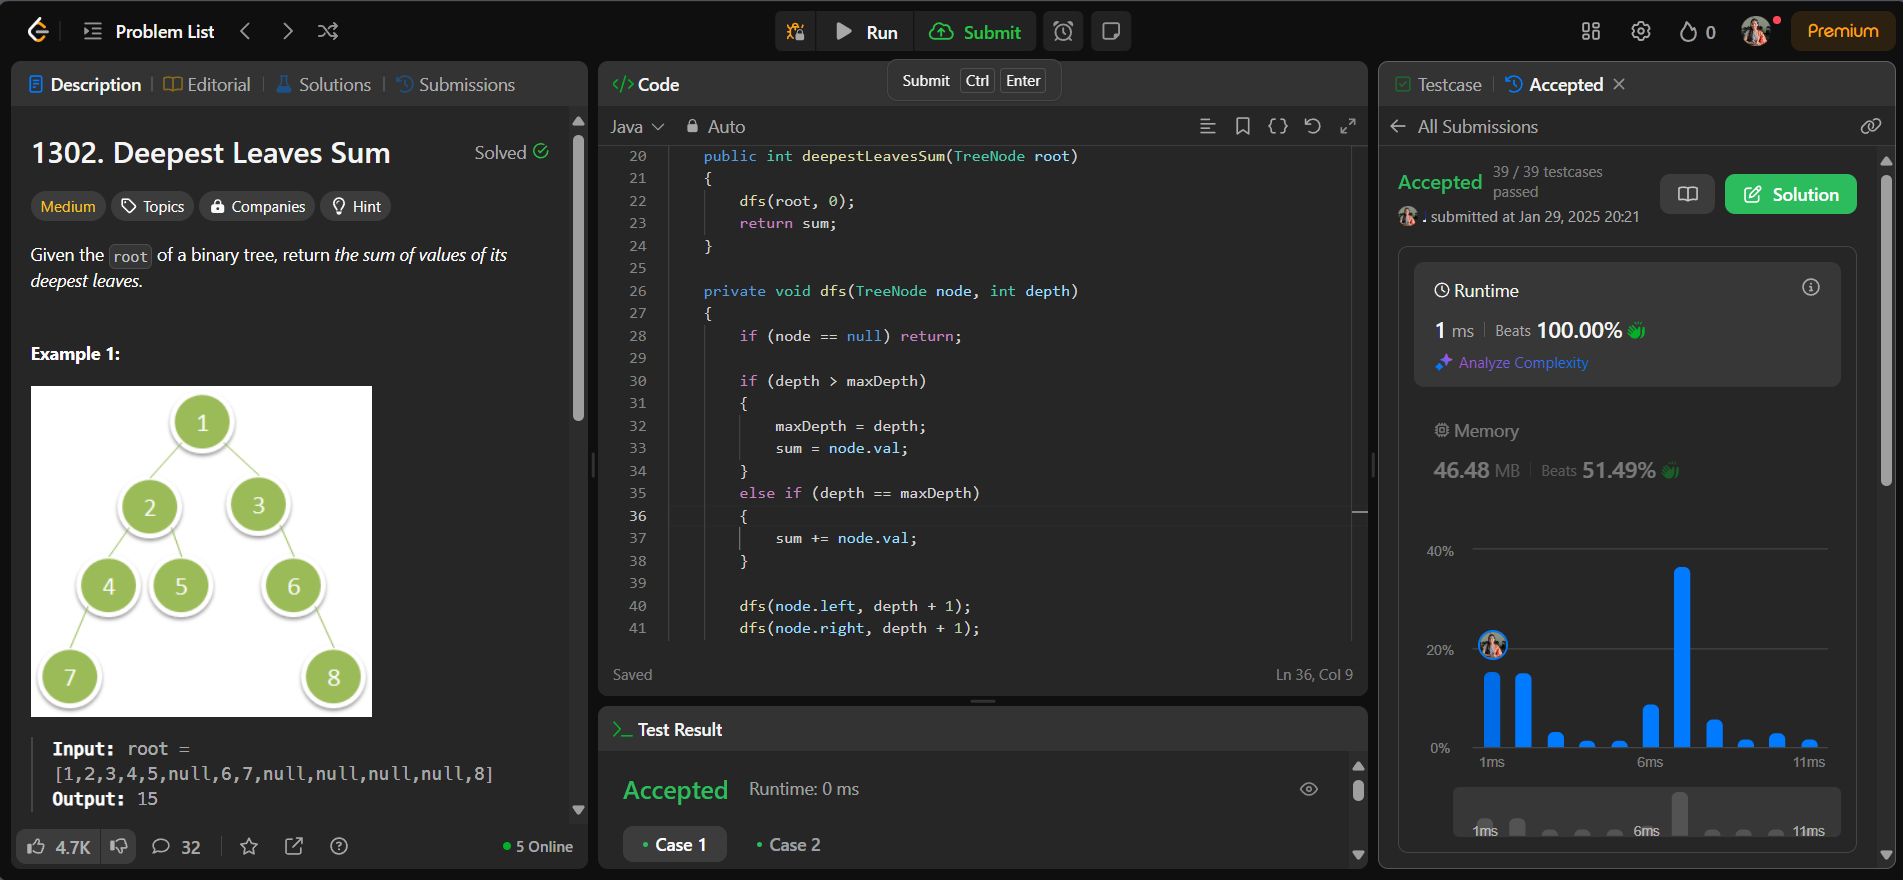 Problem List
Run
Submit
0
Premium
Description
Editorial
Solutions
Submissions
1302. Deepest Leaves Sum
Solved
Medium
Topics
Companies
Hint
Given the root of a binary tree, return the sum of values of its
deepest leaves.
Example 1:
1
2
3
4
5
6
7
8
Input: root =
[1,2,3,4,5,null,6,7,null,null,null,null,8]
Output: 15
4.7K
32
5 Online
Code
Submit Ctrl Enter
Java
Auto
20 public int deepestLeavesSum(TreeNode root)
21 {
22 dfs(root, 0);
23 return sum;
24 }
25
26 private void dfs(TreeNode node, int depth)
27 {
28 if (node == null) return;
29
30 if (depth > maxDepth)
31 {
32 maxDepth = depth;
33 sum = node.val;
34 }
35 else if (depth == maxDepth)
36 {
37 sum += node.val;
38 }
39
40 dfs(node.left, depth + 1);
41 dfs(node.right, depth + 1);
Saved
Ln 36, Col 9
Test Result
Accepted
Runtime: 0 ms
Case 1
Case 2
Testcase
Accepted
All Submissions
Accepted
39 / 39 testcases
passed
. submitted at Jan 29, 2025 20:21
Solution
Runtime
1 ms
Beats 100.00%
Analyze Complexity
Memory
46.48 MB
Beats 51.49%
40%
20%
0%
1ms
6ms
11ms
1ms
6ms
11ms